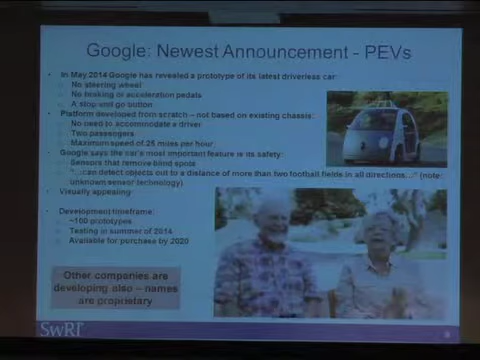 Google: Newest Announcement - PEVs
• In May 2014 Google has revealed a prototype of its latest driverless car:
○ No steering wheel
○ No braking or acceleration pedals
○ A stop and go button
• Platform developed from scratch – not based on existing chassis:
○ No need to accommodate a driver
○ Two passengers
○ Maximum speed of 25 miles per hour
• Google says the car's most important feature is its safety:
○ Sensors that remove blind spots
○ "…can detect objects out to a distance of more than two football fields in all directions…" (note:
unknown sensor technology)
• Visually appealing
• Development timeframe:
○ ~100 prototypes
○ Testing in summer of 2014
○ Available for purchase by 2020
Other companies are
developing also – names
are proprietary
SwRI